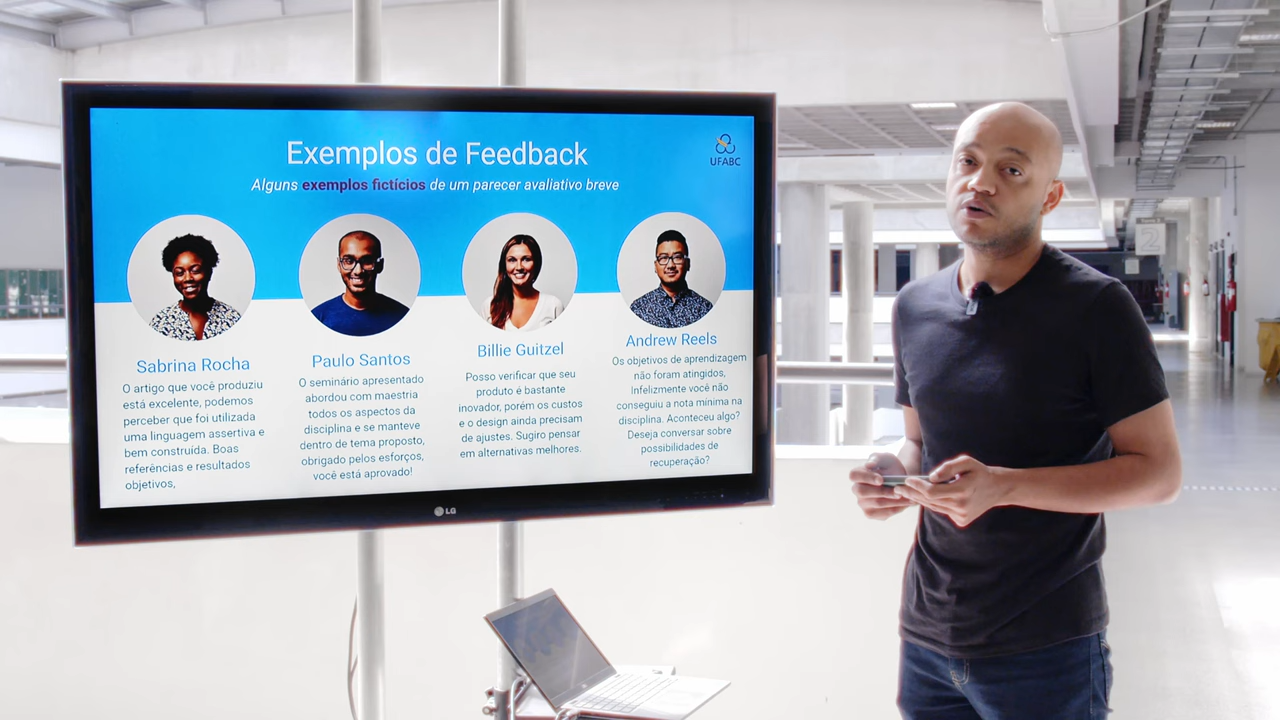 Exemplos de Feedback
UFABC
Alguns exemplos fictícios de um parecer avaliativo breve
Sabrina Rocha
O artigo que você produziu
está excelente, podemos
perceber que foi utilizada
uma linguagem assertiva e
bem construída. Boas
referências e resultados
objetivos,
Paulo Santos
O seminário apresentado
abordou com maestria
todos os aspectos da
disciplina e se manteve
dentro de tema proposto,
obrigado pelos esforços,
você está aprovado!
Billie Guitzel
Posso verificar que seu
produto é bastante
inovador, porém os custos
e o design ainda precisam
de ajustes. Sugiro pensar
em alternativas melhores.
Andrew Reels
Os objetivos de aprendizagem
não foram atingidos,
Infelizmente você não
conseguiu a nota mínima na
disciplina. Aconteceu algo?
Deseja conversar sobre
possibilidades de
recuperação?
LG
2